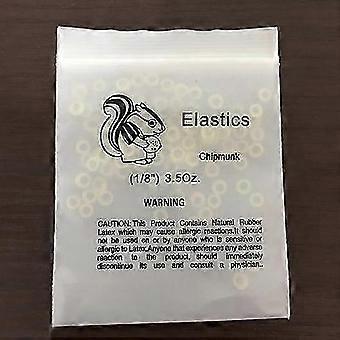 Elastics
Chipmunk
(1/8") 3.5Oz.
WARNING
CAUTION:This Product Contains Natural Rubber
Latex which may cause allergic reactions.It should
not be used on or by anyone who is sensitive or
allergic to Latex.Anyone that experiences any adverse
reaction to the product, should immediately
discontinue its use and consult a physician..